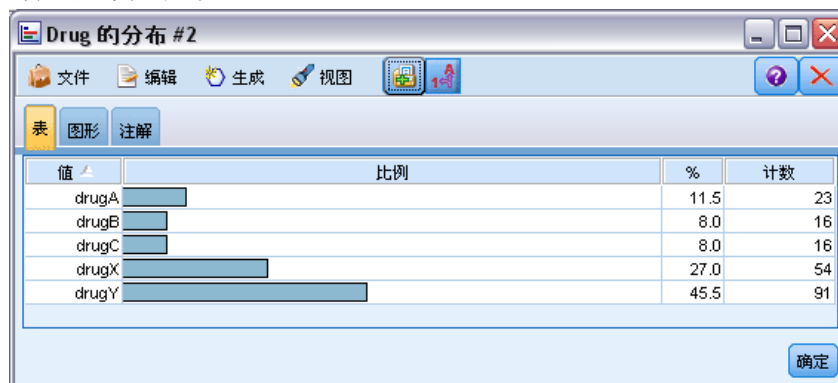 Drug 的分布 #2
文件 编辑 生成 视图
表 图形 注解
值 比例 % 计数
drugA 11.5 23
drugB 8.0 16
drugC 8.0 16
drugX 27.0 54
drugY 45.5 91
确定